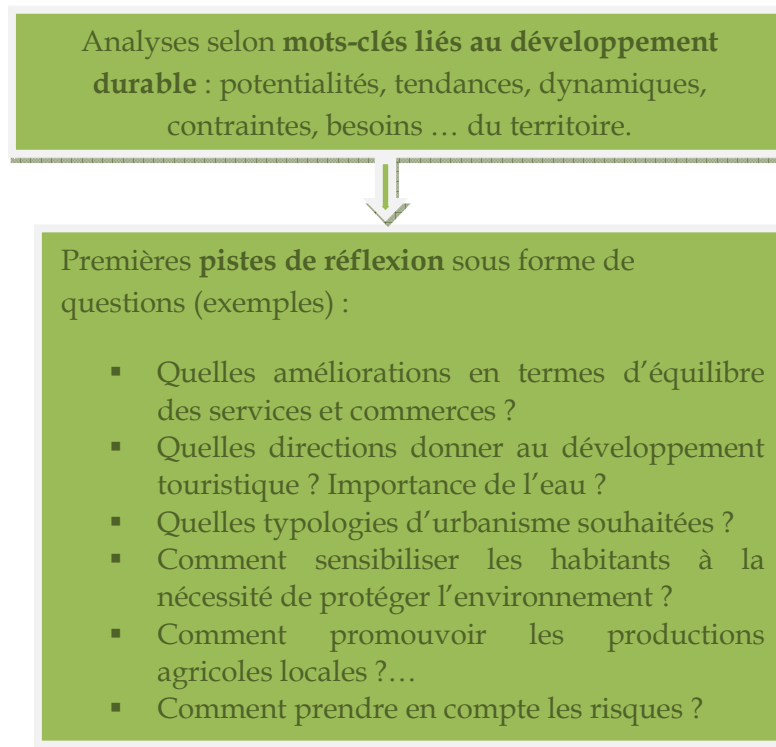 Analyses selon mots-clés liés au développement
durable : potentialités, tendances, dynamiques,
contraintes, besoins … du territoire.
Premières pistes de réflexion sous forme de
questions (exemples) :
▪ Quelles améliorations en termes d’équilibre
des services et commerces ?
▪ Quelles directions donner au développement
touristique ? Importance de l’eau ?
▪ Quelles typologies d’urbanisme souhaitées ?
▪ Comment sensibiliser les habitants à la
nécessité de protéger l’environnement ?
▪ Comment promouvoir les productions
agricoles locales ?…
▪ Comment prendre en compte les risques ?